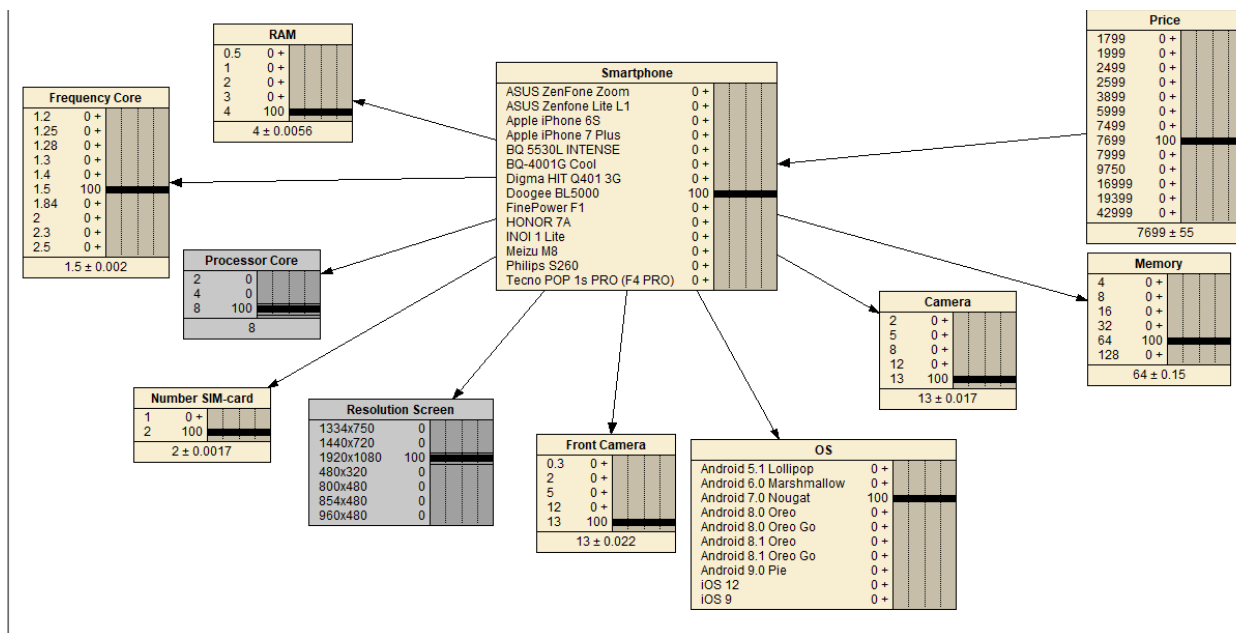 RAM
0.5 0 +
1 0 +
2 0 +
3 0 +
4 100
4 ± 0.0056
Frequency Core
1.2 0 +
1.25 0 +
1.28 0 +
1.3 0 +
1.4 0 +
1.5 100
1.84 0 +
2 0 +
2.3 0 +
2.5 0 +
1.5 ± 0.002
Smartphone
ASUS ZenFone Zoom 0 +
ASUS Zenfone Lite L1 0 +
Apple iPhone 6S 0 +
Apple iPhone 7 Plus 0 +
BQ 5530L INTENSE 0 +
BQ-4001G Cool 0 +
Digma HIT Q401 3G 0 +
Doogee BL5000 100
FinePower F1 0 +
HONOR 7A 0 +
INOI 1 Lite 0 +
Meizu M8 0 +
Philips S260 0 +
Tecno POP 1s PRO (F4 PRO) 0 +
Price
1799 0 +
1999 0 +
2499 0 +
2599 0 +
3899 0 +
5999 0 +
7499 0 +
7699 100
7999 0 +
9750 0 +
16999 0 +
19399 0 +
42999 0 +
7699 ± 55
Processor Core
2 0
4 0
8 100
8
Memory
4 0 +
8 0 +
16 0 +
32 0 +
64 100
128 0 +
64 ± 0.15
Camera
2 0 +
5 0 +
8 0 +
12 0 +
13 100
13 ± 0.017
Number SIM-card
1 0 +
2 100
2 ± 0.0017
Resolution Screen
1334x750 0
1440x720 0
1920x1080 100
480x320 0
800x480 0
854x480 0
960x480 0
Front Camera
0.3 0 +
2 0 +
5 0 +
12 0 +
13 100
13 ± 0.022
OS
Android 5.1 Lollipop 0 +
Android 6.0 Marshmallow 0 +
Android 7.0 Nougat 100
Android 8.0 Oreo 0 +
Android 8.0 Oreo Go 0 +
Android 8.1 Oreo 0 +
Android 8.1 Oreo Go 0 +
Android 9.0 Pie 0 +
iOS 12 0 +
iOS 9 0 +